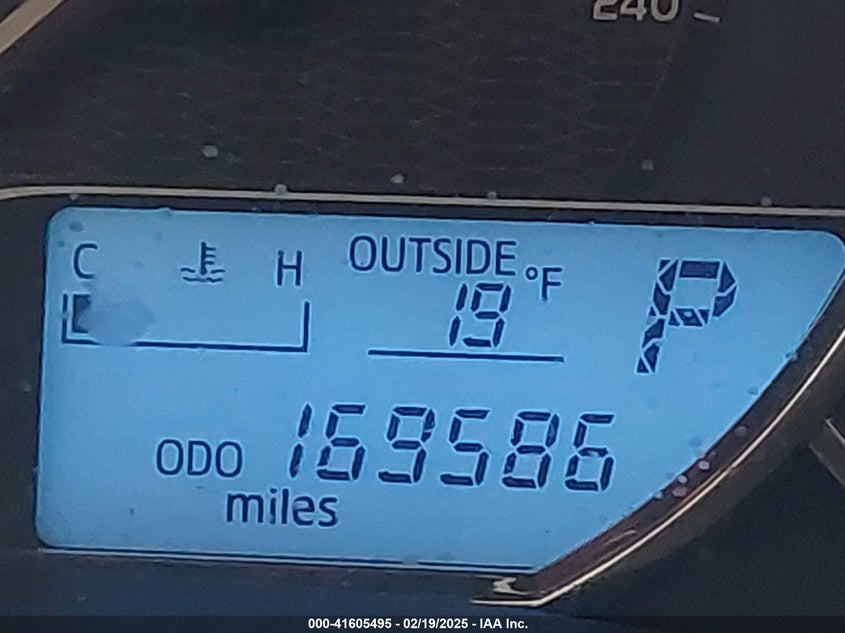 240
C H OUTSIDE °F P
19
ODO 169586
miles
000-41605495 - 02/19/2025 - IAA Inc.